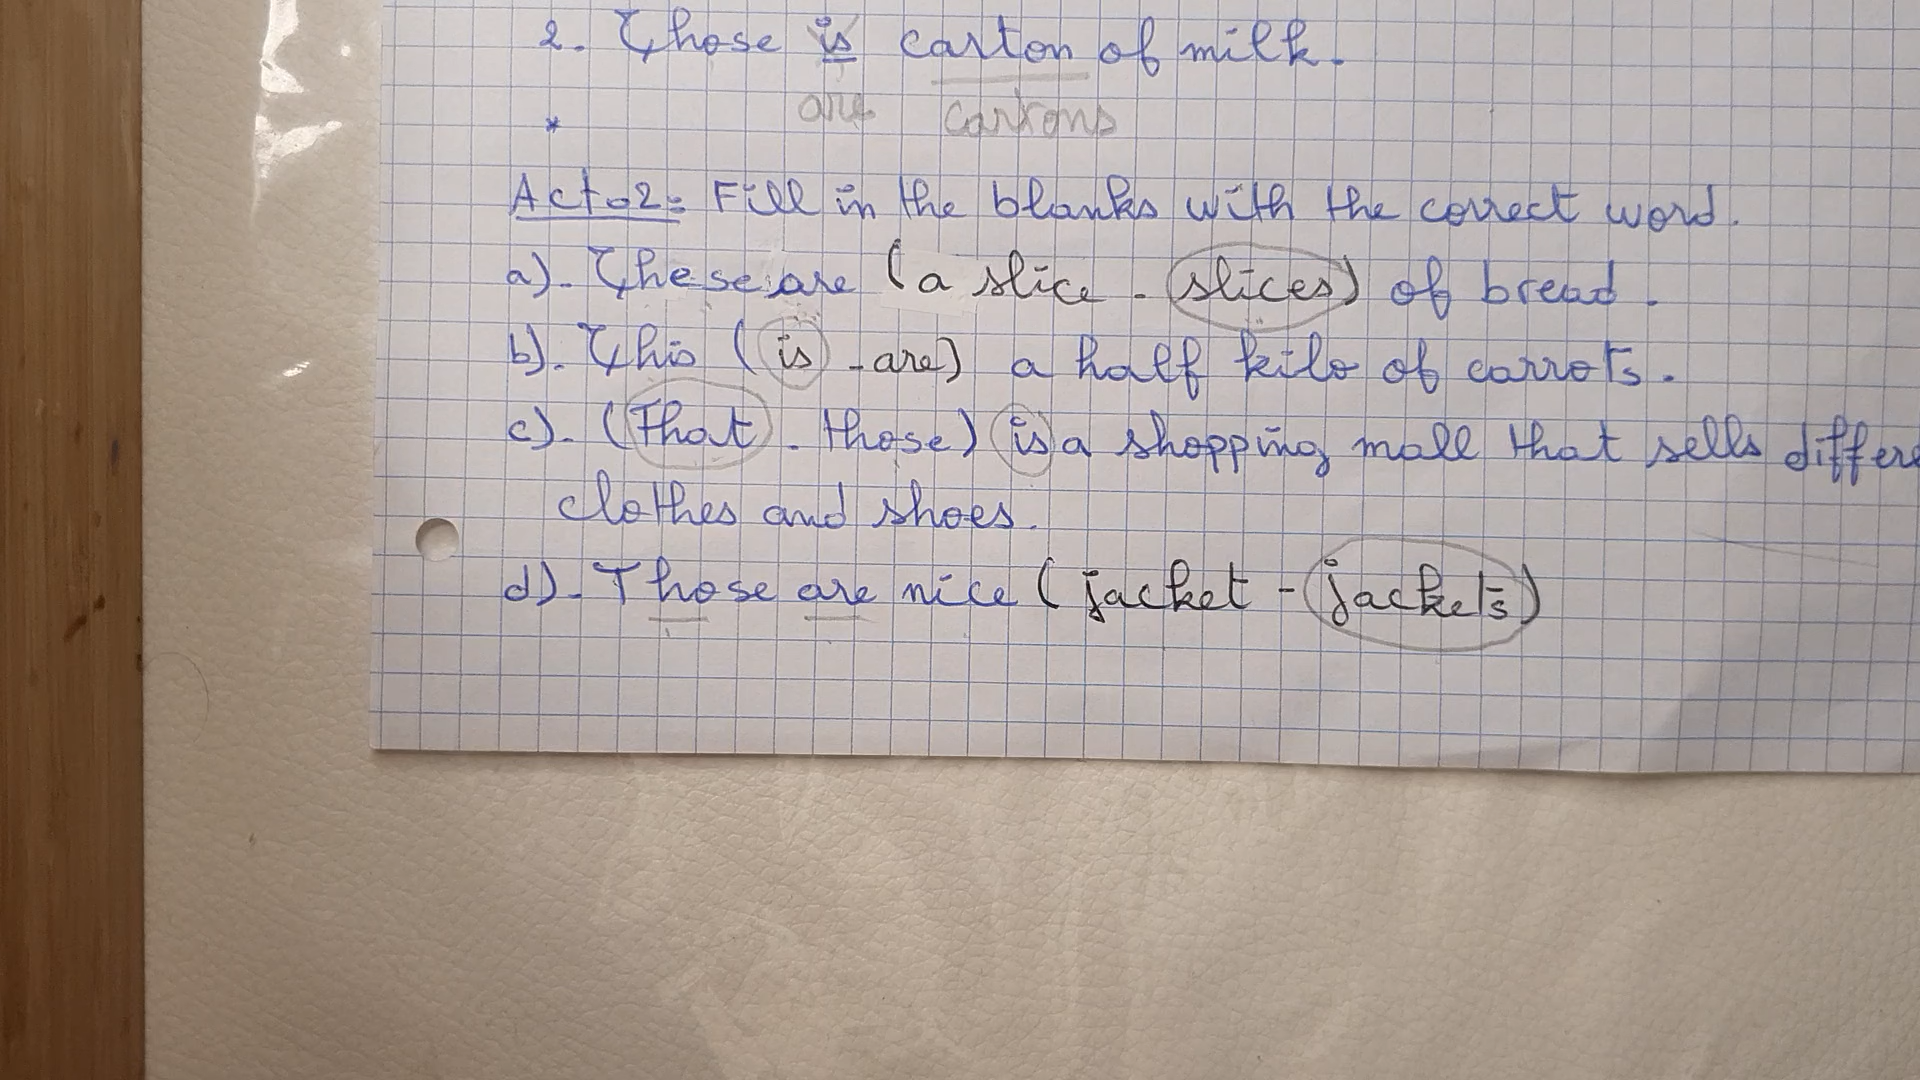 2. Those is carton of milk.
are cartons
*
Act-2: Fill in the blanks with the correct word.
a)- These are (a slice - slices) of bread.
b)- This (is - are) a half kilo of carrots.
c)- (That - those) is a shopping mall that sells differe
clothes and shoes.
d)- Those are nice (jacket - jackets)